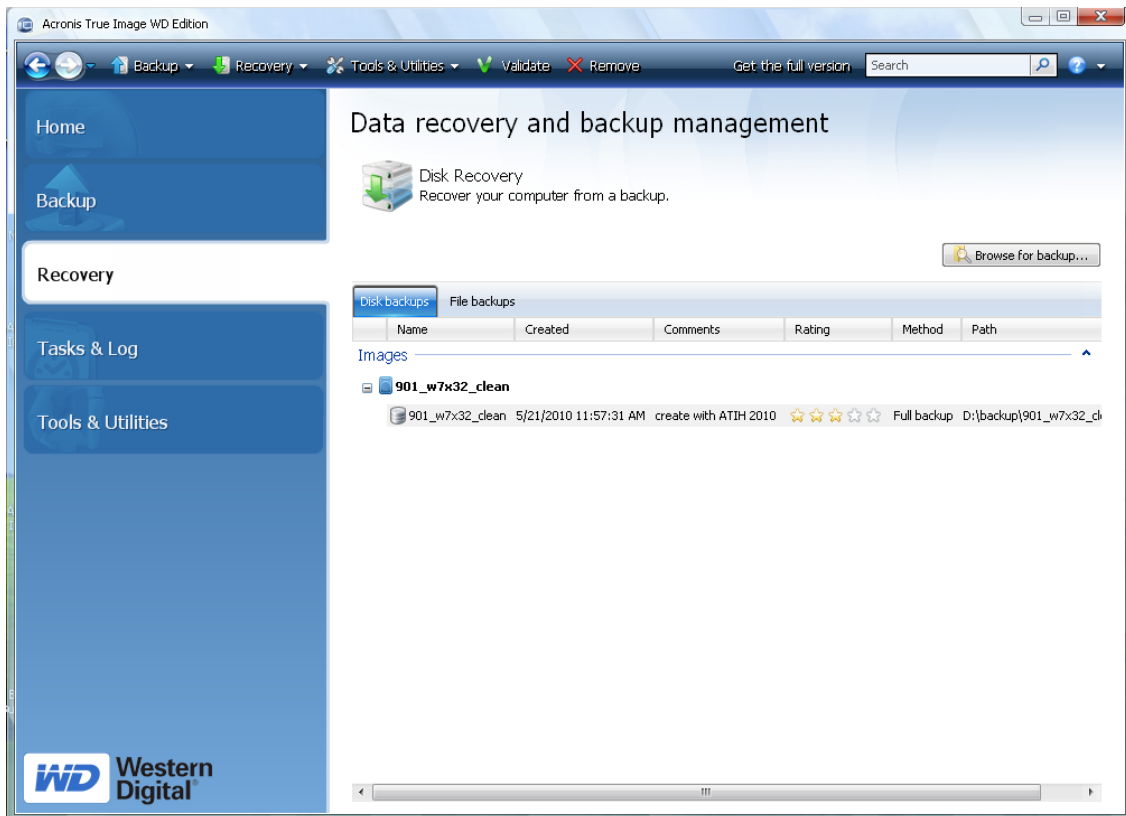 Acronis True Image WD Edition
Backup Recovery Tools & Utilities Validate Remove Get the full version Search
Home
Backup
Recovery
Tasks & Log
Tools & Utilities
Data recovery and backup management
Disk Recovery
Recover your computer from a backup.
Browse for backup...
Disk backups File backups
Name Created Comments Rating Method Path
Images
901_w7x32_clean
901_w7x32_clean 5/21/2010 11:57:31 AM create with ATIH 2010 Full backup D:\backup\901_w7x32_cl
WD Western
Digital®